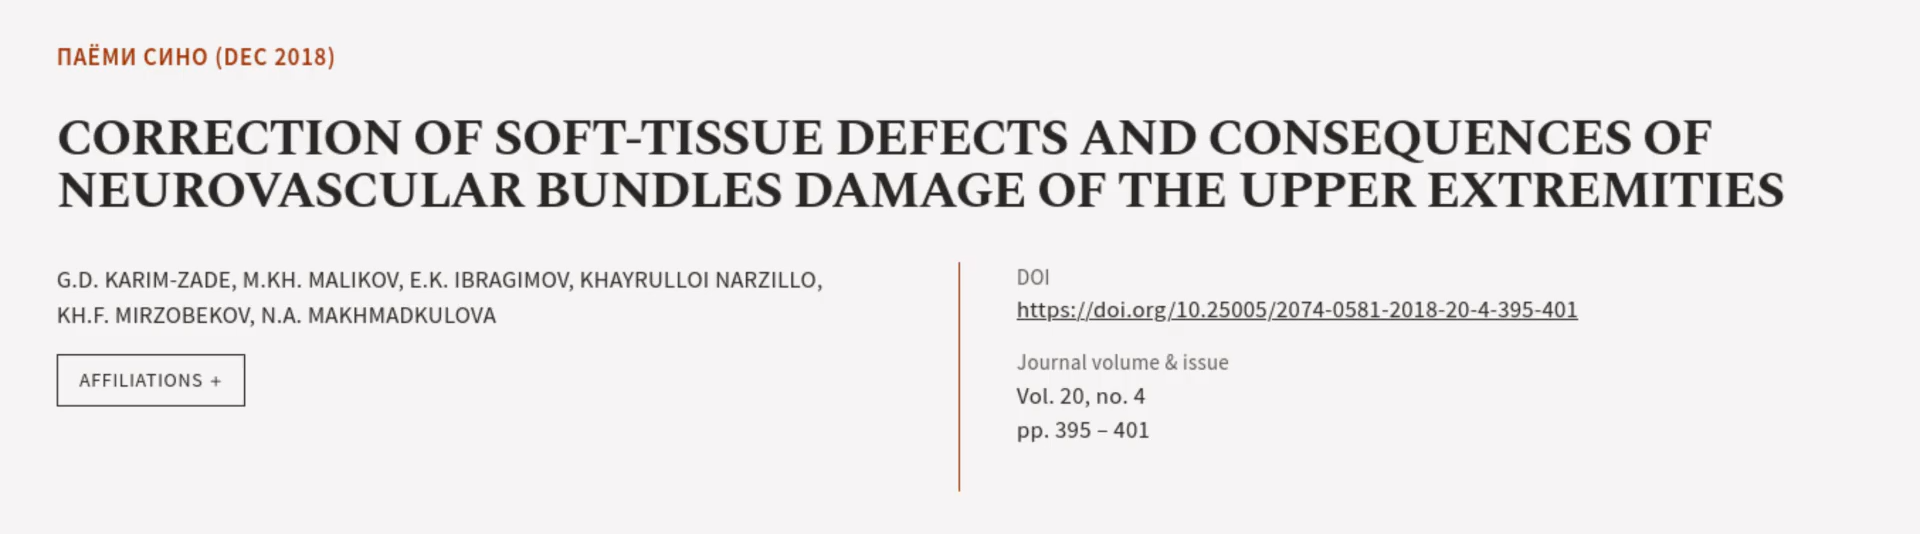 ПАЁМИ СИНО (DEC 2018)
CORRECTION OF SOFT-TISSUE DEFECTS AND CONSEQUENCES OF
NEUROVASCULAR BUNDLES DAMAGE OF THE UPPER EXTREMITIES
G.D. KARIM-ZADE, M.KH. MALIKOV, E.K. IBRAGIMOV, KHAYRULLOI NARZILLO,
KH.F. MIRZOBEKOV, N.A. MAKHMADKULOVA
AFFILIATIONS +
DOI
https://doi.org/10.25005/2074-0581-2018-20-4-395-401
Journal volume & issue
Vol. 20, no. 4
pp. 395 – 401